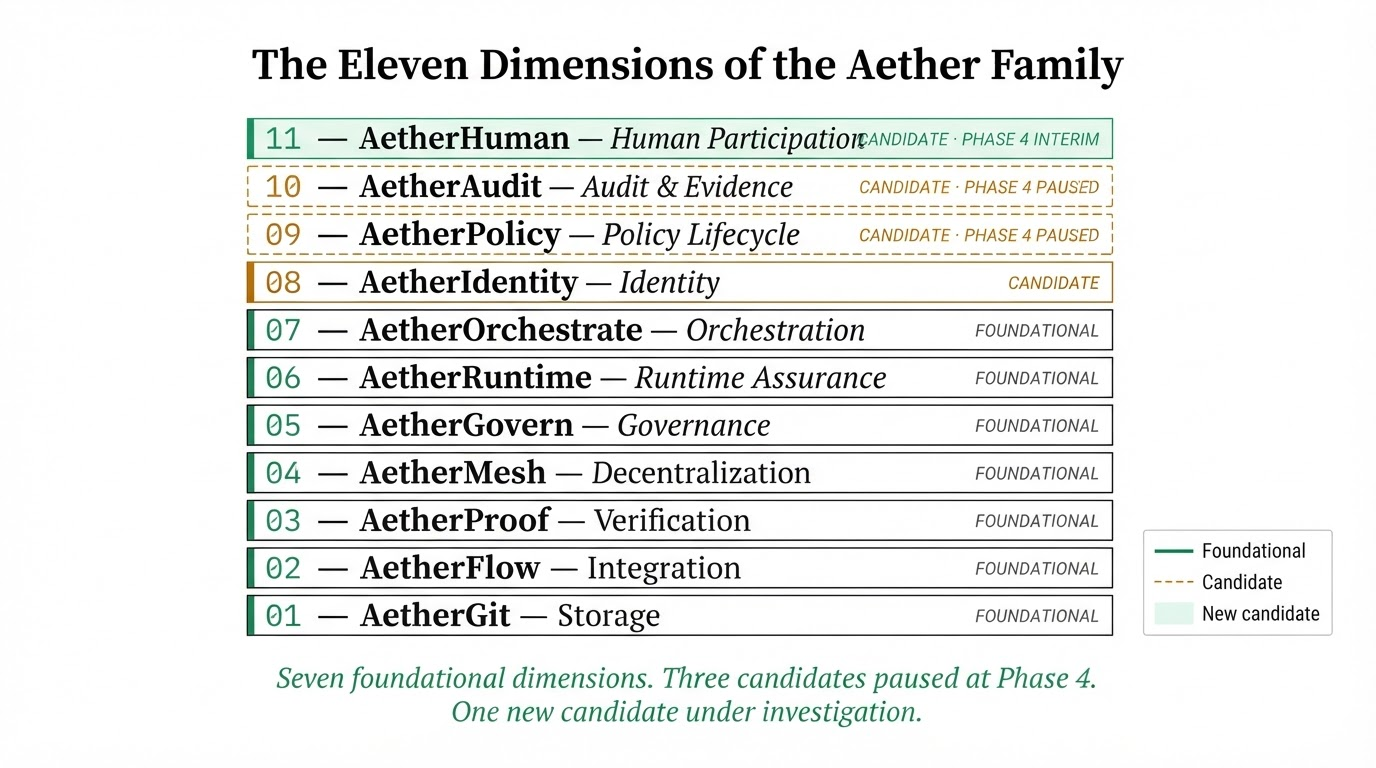 The Eleven Dimensions of the Aether Family
11 — AetherHuman — Human Participation CANDIDATE · PHASE 4 INTERIM
10 — AetherAudit — Audit & Evidence CANDIDATE · PHASE 4 PAUSED
09 — AetherPolicy — Policy Lifecycle CANDIDATE · PHASE 4 PAUSED
08 — AetherIdentity — Identity CANDIDATE
07 — AetherOrchestrate — Orchestration FOUNDATIONAL
06 — AetherRuntime — Runtime Assurance FOUNDATIONAL
05 — AetherGovern — Governance FOUNDATIONAL
04 — AetherMesh — Decentralization FOUNDATIONAL
03 — AetherProof — Verification FOUNDATIONAL
02 — AetherFlow — Integration FOUNDATIONAL
01 — AetherGit — Storage FOUNDATIONAL
Foundational
Candidate
New candidate
Seven foundational dimensions. Three candidates paused at Phase 4.
One new candidate under investigation.